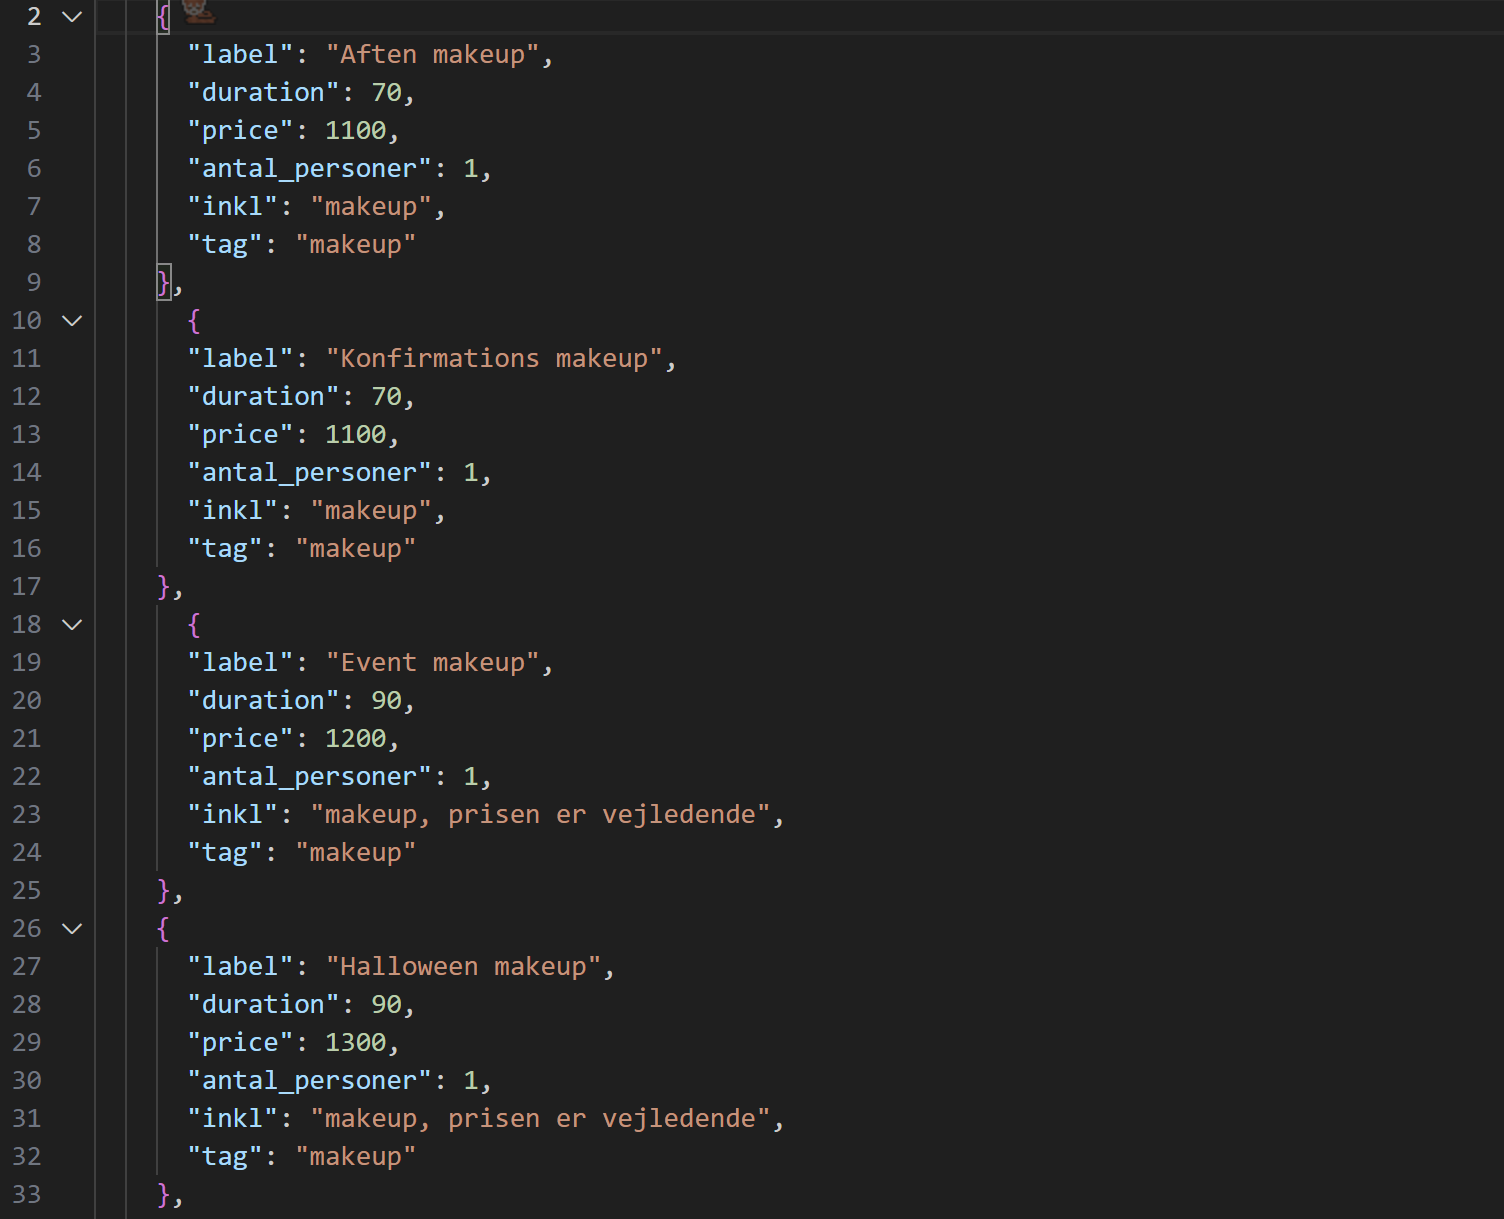 2 {
3 "label": "Aften makeup",
4 "duration": 70,
5 "price": 1100,
6 "antal_personer": 1,
7 "inkl": "makeup",
8 "tag": "makeup"
9 },
10 {
11 "label": "Konfirmations makeup",
12 "duration": 70,
13 "price": 1100,
14 "antal_personer": 1,
15 "inkl": "makeup",
16 "tag": "makeup"
17 },
18 {
19 "label": "Event makeup",
20 "duration": 90,
21 "price": 1200,
22 "antal_personer": 1,
23 "inkl": "makeup, prisen er vejledende",
24 "tag": "makeup"
25 },
26 {
27 "label": "Halloween makeup",
28 "duration": 90,
29 "price": 1300,
30 "antal_personer": 1,
31 "inkl": "makeup, prisen er vejledende",
32 "tag": "makeup"
33 },